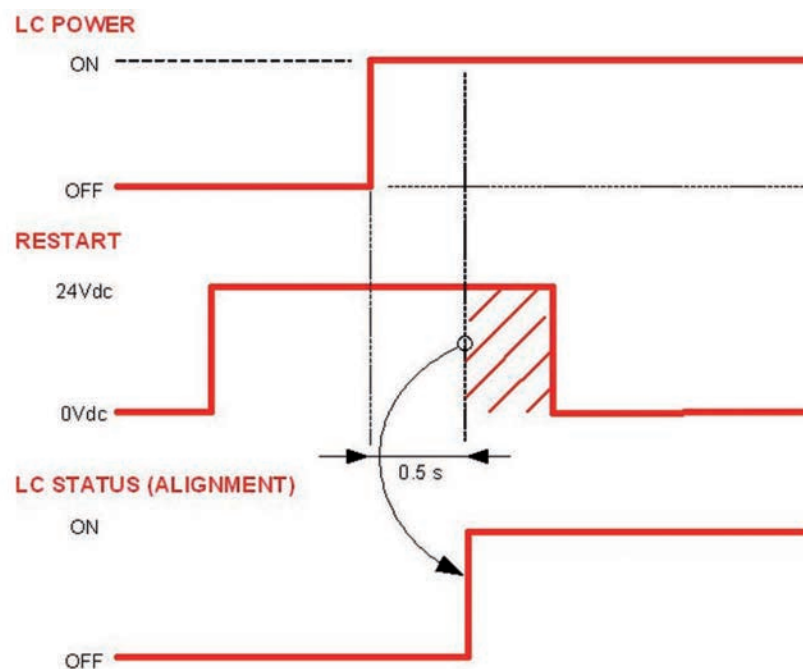 LC POWER
ON
OFF
RESTART
24Vdc
0Vdc
0.5 s
LC STATUS (ALIGNMENT)
ON
OFF